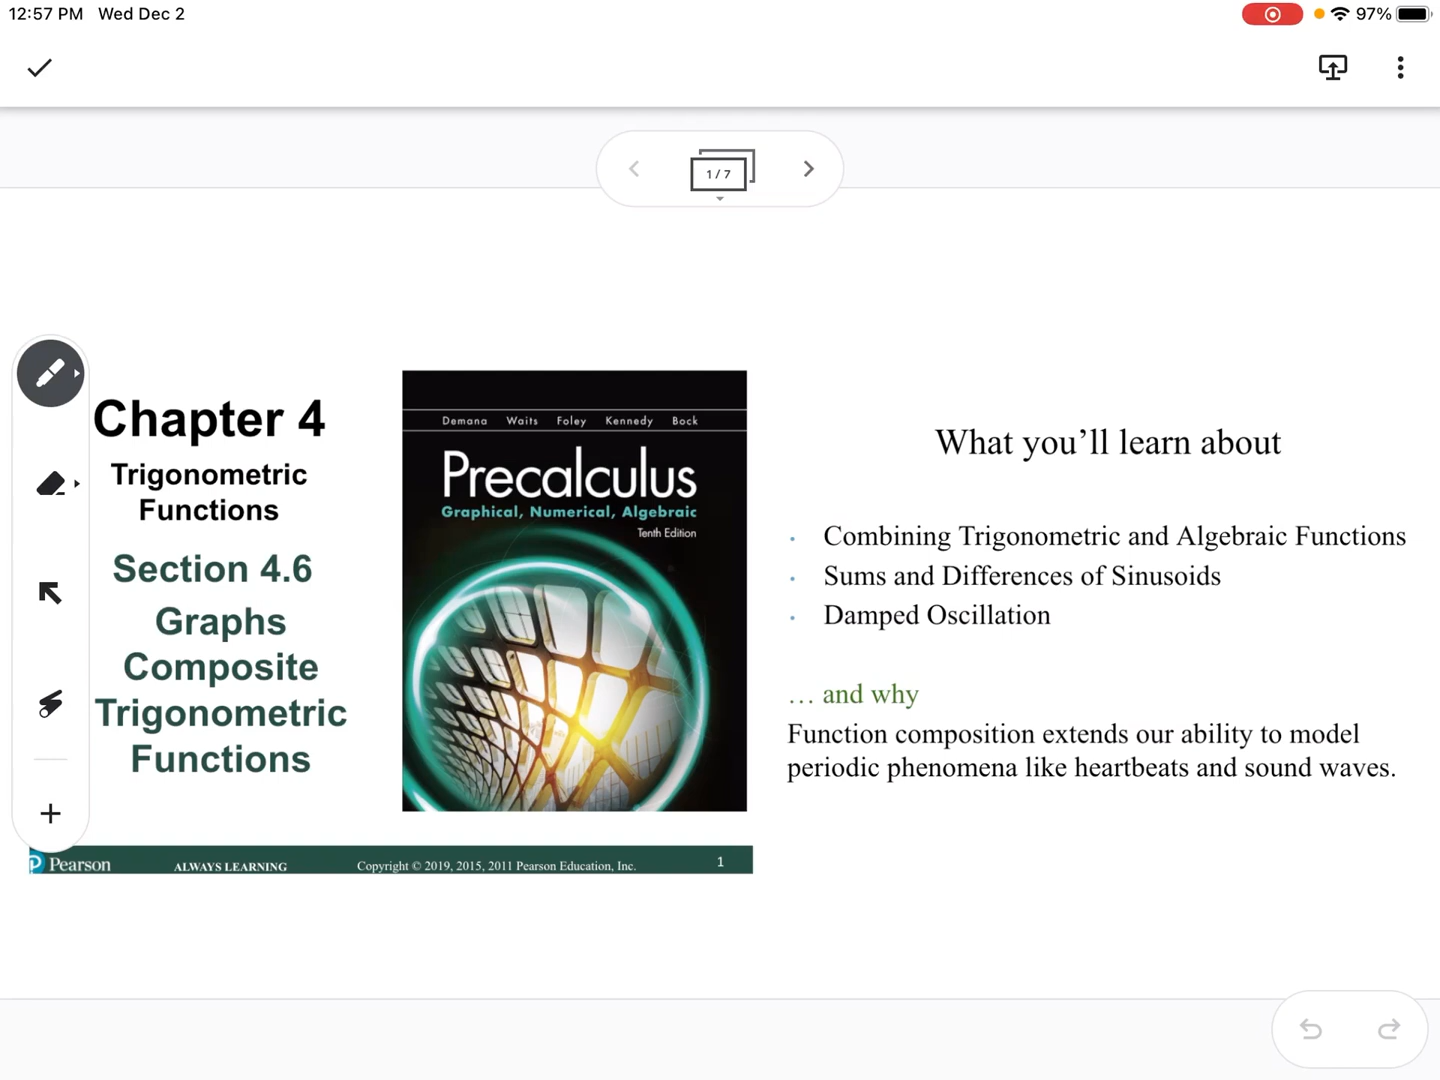 12:57 PM Wed Dec 2
97%
1 / 7
Chapter 4
Trigonometric
Functions
Section 4.6
Graphs
Composite
Trigonometric
Functions
Demana Waits Foley Kennedy Bock
Precalculus
Graphical, Numerical, Algebraic
Tenth Edition
What you’ll learn about
· Combining Trigonometric and Algebraic Functions
· Sums and Differences of Sinusoids
· Damped Oscillation
… and why
Function composition extends our ability to model
periodic phenomena like heartbeats and sound waves.
Pearson ALWAYS LEARNING Copyright © 2019, 2015, 2011 Pearson Education, Inc. 1